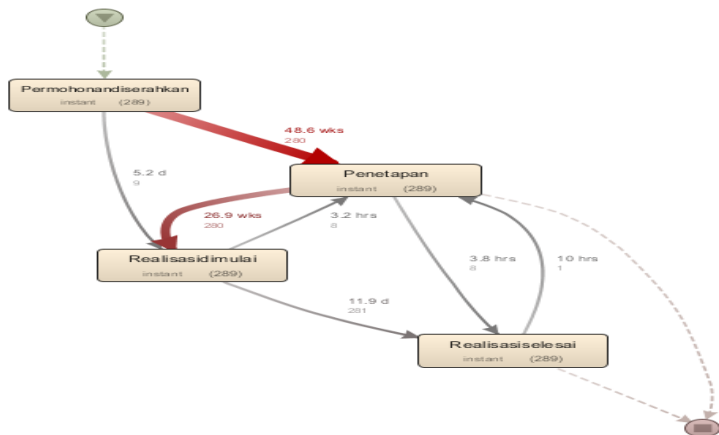 Permohonandiserahkan
instant (289)
48.6 wks
280
5.2 d
9
Penetapan
instant (289)
26.9 wks
280
3.2 hrs
8
Realisasidimulai
instant (289)
3.8 hrs
8
10 hrs
1
11.9 d
281
Realisasiselesai
instant (289)